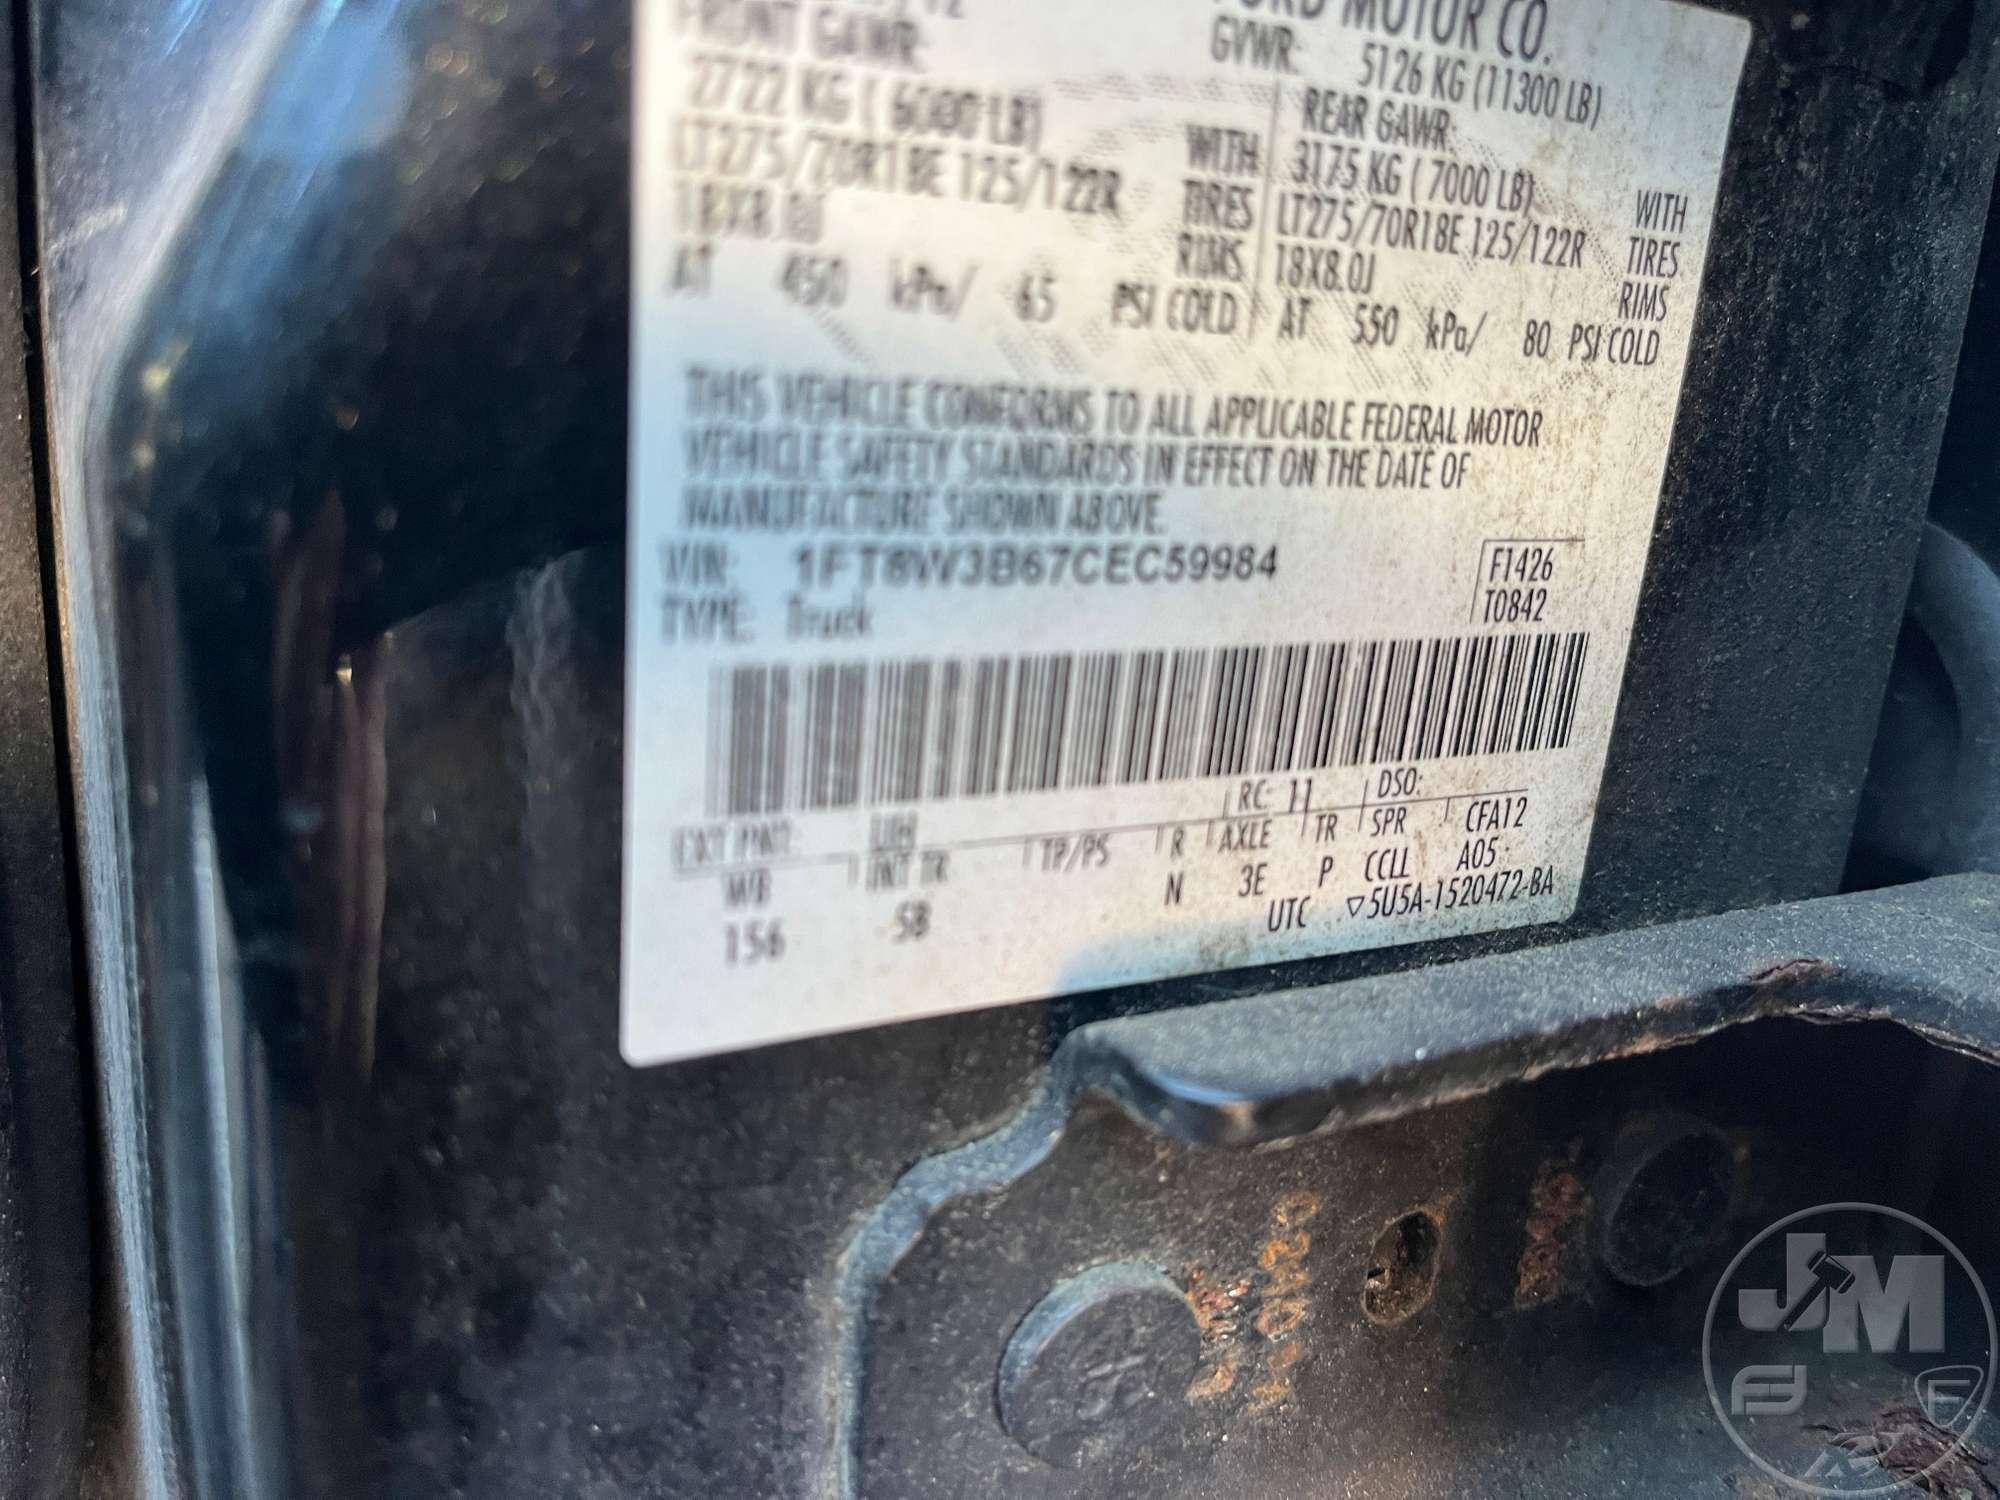 FORD MOTOR CO.
FRONT GAWR: GVWR: 5126 KG (11300 LB)
2722 KG ( 6000 LB) WITH REAR GAWR: 3175 KG ( 7000 LB) WITH
LT275/70R18E 125/122R TIRES LT275/70R18E 125/122R TIRES
18X8.0J RIMS 18X8.0J RIMS
AT 450 kPa/ 65 PSI COLD AT 550 kPa/ 80 PSI COLD
THIS VEHICLE CONFORMS TO ALL APPLICABLE FEDERAL MOTOR
VEHICLE SAFETY STANDARDS IN EFFECT ON THE DATE OF
MANUFACTURE SHOWN ABOVE.
VIN: 1FT8W3B67CEC59984 F1426
TYPE: Truck T0842
EXT PNT: UH RC: 11 DSO:
WB INT TR TP/PS R AXLE TR SPR CFA12
156 SB N 3E P CCLL A05
UTC ▽5U5A-1520472-BA
JM
F